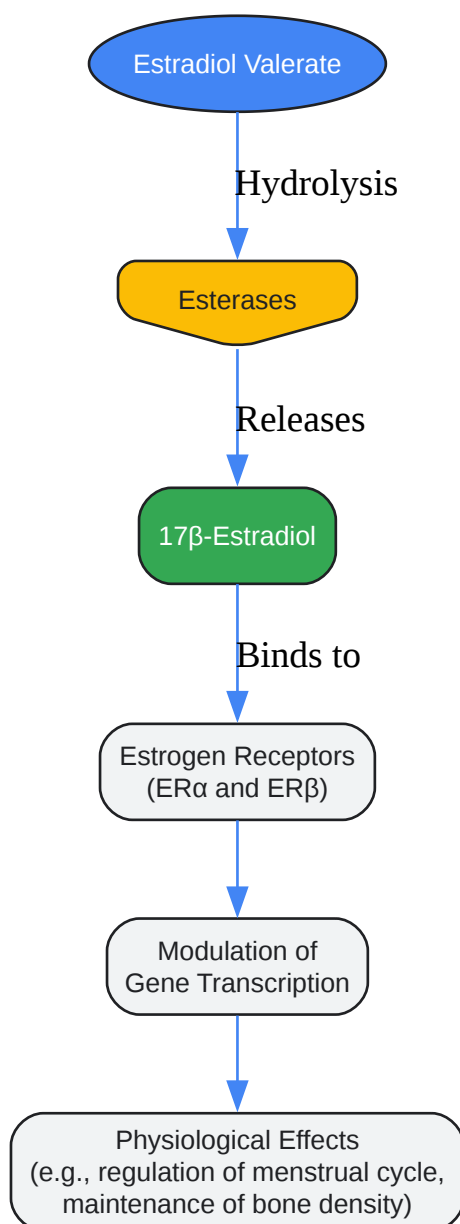 Estradiol Valerate
Hydrolysis
Esterases
Releases
17β-Estradiol
Binds to
Estrogen Receptors
(ERα and ERβ)
Modulation of
Gene Transcription
Physiological Effects
(e.g., regulation of menstrual cycle,
maintenance of bone density)